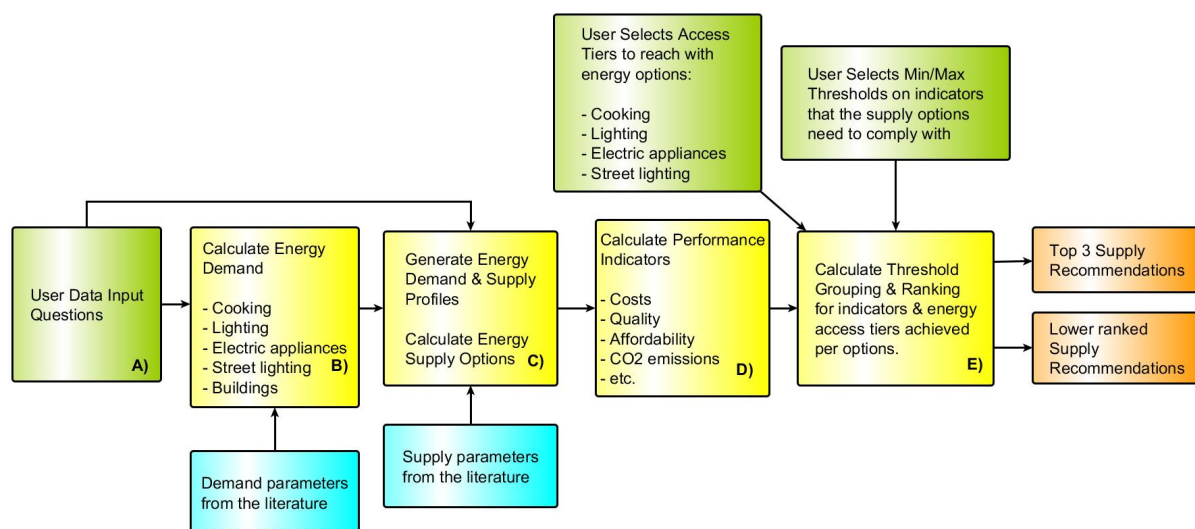 User Selects Access
Tiers to reach with
energy options:
- Cooking
- Lighting
- Electric appliances
- Street lighting
User Selects Min/Max
Thresholds on indicators
that the supply options
need to comply with
User Data Input
Questions
A)
Calculate Energy
Demand
- Cooking
- Lighting
- Electric appliances
- Street lighting
- Buildings
B)
Generate Energy
Demand & Supply
Profiles
Calculate Energy
Supply Options
C)
Calculate Performance
Indicators
- Costs
- Quality
- Affordability
- CO2 emissions
- etc.
D)
Calculate Threshold
Grouping & Ranking
for indicators & energy
access tiers achieved
per options.
E)
Top 3 Supply
Recommendations
Lower ranked
Supply
Recommendations
Demand parameters
from the literature
Supply parameters
from the literature